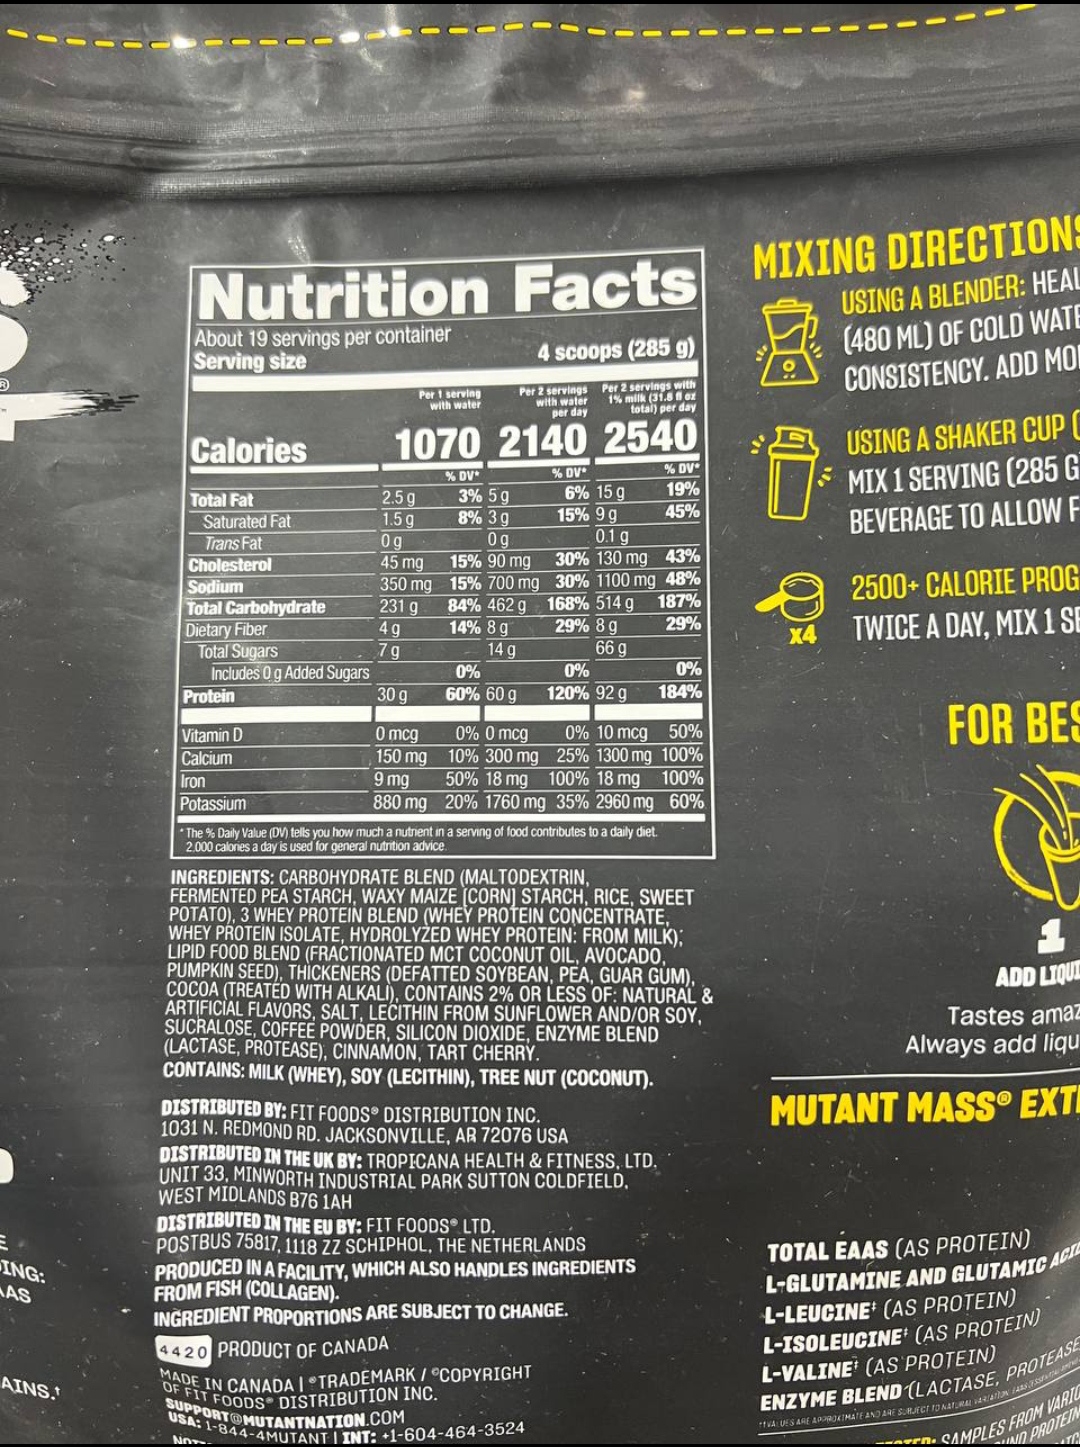 Nutrition Facts
About 19 servings per container
Serving size 4 scoops (285 g)
Per 1 serving with water Per 2 servings with water per day Per 2 servings with 1% milk (31.8 fl oz total) per day
Calories 1070 2140 2540
% DV* % DV* % DV*
Total Fat 2.5 g 3% 5 g 6% 15 g 19%
Saturated Fat 1.5 g 8% 3 g 15% 9 g 45%
Trans Fat 0 g 0 g 0.1 g
Cholesterol 45 mg 15% 90 mg 30% 130 mg 43%
Sodium 350 mg 15% 700 mg 30% 1100 mg 48%
Total Carbohydrate 231 g 84% 462 g 168% 514 g 187%
Dietary Fiber 4 g 14% 8 g 29% 8 g 29%
Total Sugars 7 g 14 g 66 g
Includes 0 g Added Sugars 0% 0% 0%
Protein 30 g 60% 60 g 120% 92 g 184%
Vitamin D 0 mcg 0% 0 mcg 0% 10 mcg 50%
Calcium 150 mg 10% 300 mg 25% 1300 mg 100%
Iron 9 mg 50% 18 mg 100% 18 mg 100%
Potassium 880 mg 20% 1760 mg 35% 2960 mg 60%
* The % Daily Value (DV) tells you how much a nutrient in a serving of food contributes to a daily diet.
2,000 calories a day is used for general nutrition advice.
INGREDIENTS: CARBOHYDRATE BLEND (MALTODEXTRIN,
FERMENTED PEA STARCH, WAXY MAIZE [CORN] STARCH, RICE, SWEET
POTATO), 3 WHEY PROTEIN BLEND (WHEY PROTEIN CONCENTRATE,
WHEY PROTEIN ISOLATE, HYDROLYZED WHEY PROTEIN: FROM MILK);
LIPID FOOD BLEND (FRACTIONATED MCT COCONUT OIL, AVOCADO,
PUMPKIN SEED), THICKENERS (DEFATTED SOYBEAN, PEA, GUAR GUM),
COCOA (TREATED WITH ALKALI), CONTAINS 2% OR LESS OF: NATURAL &
ARTIFICIAL FLAVORS, SALT, LECITHIN FROM SUNFLOWER AND/OR SOY,
SUCRALOSE, COFFEE POWDER, SILICON DIOXIDE, ENZYME BLEND
(LACTASE, PROTEASE), CINNAMON, TART CHERRY.
CONTAINS: MILK (WHEY), SOY (LECITHIN), TREE NUT (COCONUT).
DISTRIBUTED BY: FIT FOODS® DISTRIBUTION INC.
1031 N. REDMOND RD. JACKSONVILLE, AR 72076 USA
DISTRIBUTED IN THE UK BY: TROPICANA HEALTH & FITNESS, LTD.
UNIT 33, MINWORTH INDUSTRIAL PARK SUTTON COLDFIELD,
WEST MIDLANDS B76 1AH
DISTRIBUTED IN THE EU BY: FIT FOODS® LTD.
POSTBUS 75817, 1118 ZZ SCHIPHOL, THE NETHERLANDS
PRODUCED IN A FACILITY, WHICH ALSO HANDLES INGREDIENTS
FROM FISH (COLLAGEN).
INGREDIENT PROPORTIONS ARE SUBJECT TO CHANGE.
4420 PRODUCT OF CANADA
MADE IN CANADA | ®TRADEMARK / ©COPYRIGHT
OF FIT FOODS® DISTRIBUTION INC.
SUPPORT@MUTANTNATION.COM
USA: 1-844-4MUTANT | INT: +1-604-464-3524
MIXING DIRECTIONS
USING A BLENDER: HEAL
(480 ML) OF COLD WATE
CONSISTENCY. ADD MO
USING A SHAKER CUP (
MIX 1 SERVING (285 G
BEVERAGE TO ALLOW F
x4
2500+ CALORIE PROG
TWICE A DAY, MIX 1 SE
FOR BES
1
ADD LIQUI
Tastes amaz
Always add liqu
MUTANT MASS® EXT
TOTAL EAAS (AS PROTEIN)
L-GLUTAMINE AND GLUTAMIC ACID
L-LEUCINE‡ (AS PROTEIN)
L-ISOLEUCINE‡ (AS PROTEIN)
L-VALINE‡ (AS PROTEIN)
ENZYME BLEND (LACTASE, PROTEASE
SAMPLES FROM VARIO
ING:
AAS
AINS.†